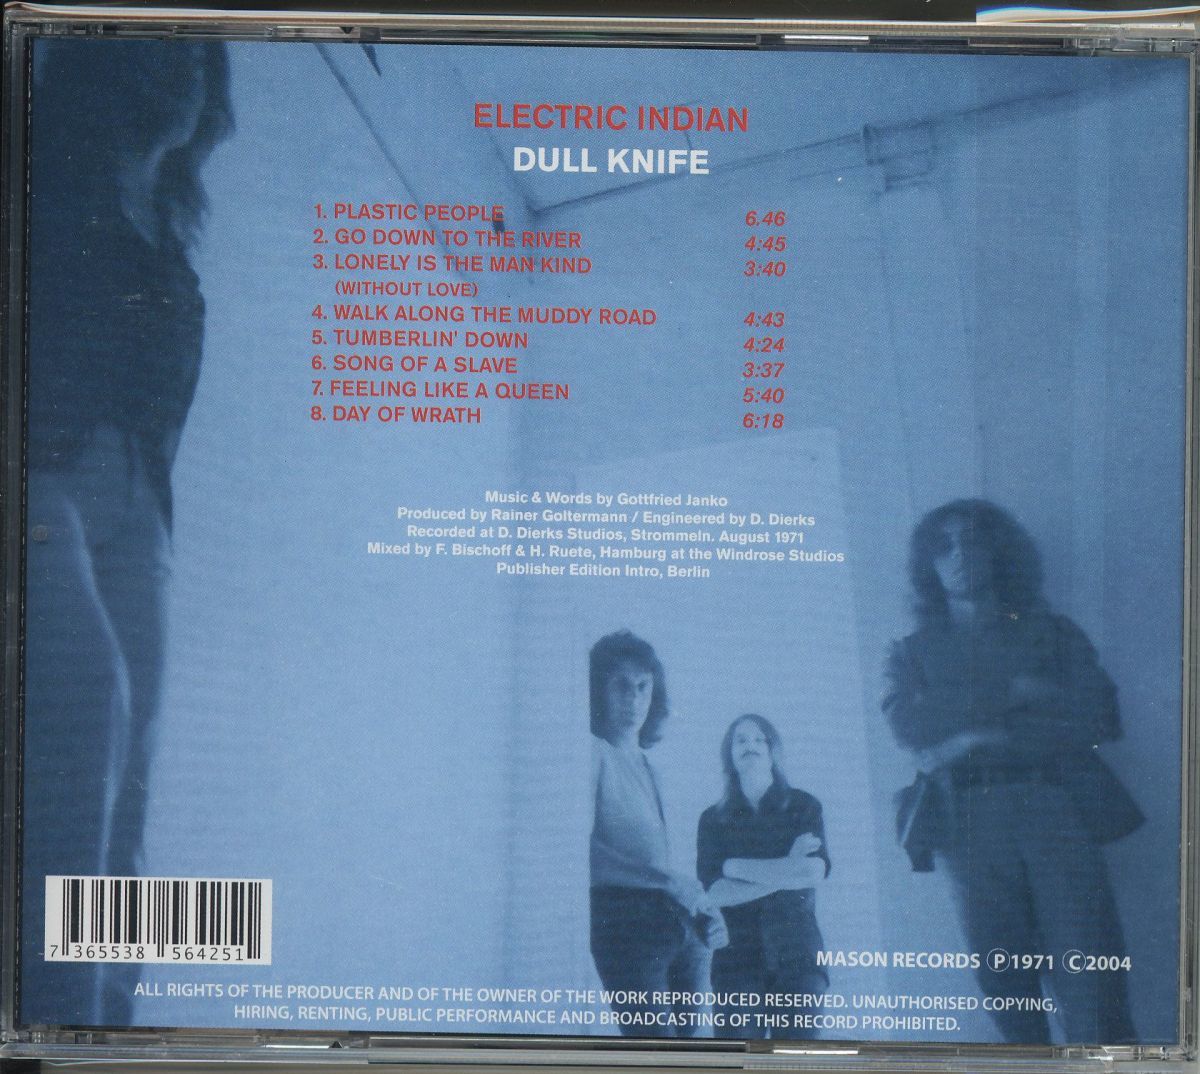 ELECTRIC INDIAN
DULL KNIFE
1. PLASTIC PEOPLE 6.46
2. GO DOWN TO THE RIVER 4:45
3. LONELY IS THE MAN KIND 3:40
(WITHOUT LOVE)
4. WALK ALONG THE MUDDY ROAD 4:43
5. TUMBERLIN' DOWN 4:24
6. SONG OF A SLAVE 3:37
7. FEELING LIKE A QUEEN 5:40
8. DAY OF WRATH 6:18
Music & Words by Gottfried Janko
Produced by Rainer Goltermann / Engineered by D. Dierks
Recorded at D. Dierks Studios, Strommeln. August 1971
Mixed by F. Bischoff & H. Ruete, Hamburg at the Windrose Studios
Publisher Edition Intro, Berlin
7 365538 564251
MASON RECORDS Ⓟ1971 Ⓒ2004
ALL RIGHTS OF THE PRODUCER AND OF THE OWNER OF THE WORK REPRODUCED RESERVED. UNAUTHORISED COPYING,
HIRING, RENTING, PUBLIC PERFORMANCE AND BROADCASTING OF THIS RECORD PROHIBITED.